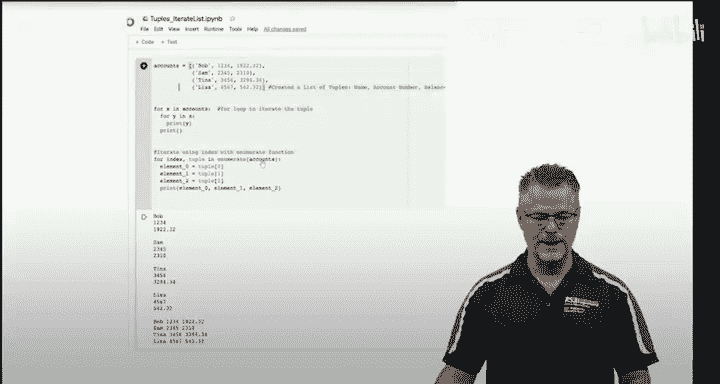 Tuples_IterateList.ipynb
File Edit View Insert Runtime Tools Help All changes saved
+ Code + Text
accounts = [('Bob', 1234, 1922.32),
('Sam', 2345, 2310),
('Tina', 3456, 3294.34),
('Lisa', 4567, 542.32)] #Created a List of Tuples: Name, Account Number, Balance
for x in accounts: #for loop to iterate the tuple
for y in x:
print(y)
print()
#Iterate using index with enumerate function
for index, tuple in enumerate(accounts):
element_0 = tuple[0]
element_1 = tuple[1]
element_2 = tuple[2]
print(element_0, element_1, element_2)
Bob
1234
1922.32
Sam
2345
2310
Tina
3456
3294.34
Lisa
4567
542.32
Bob 1234 1922.32
Sam 2345 2310
Tina 3456 3294.34
Lisa 4567 542.32